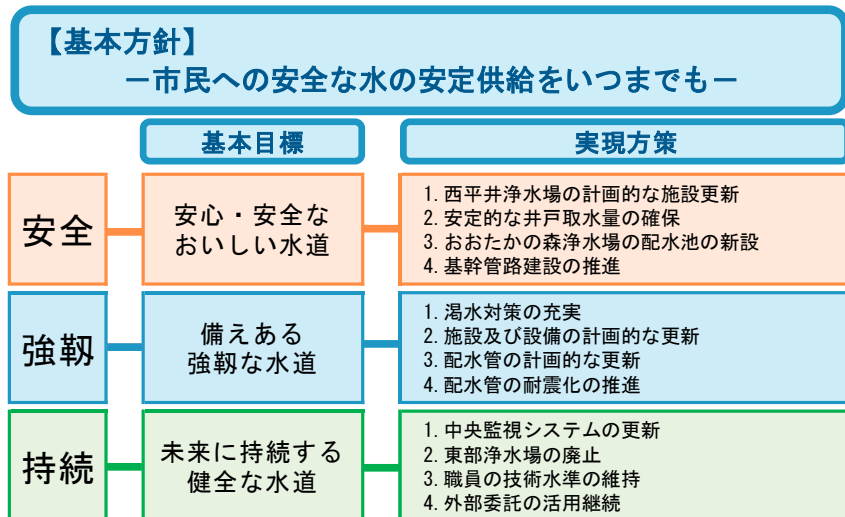 【基本方針】
－市民への安全な水の安定供給をいつまでも－
基本目標
実現方策
安全
安心・安全な
おいしい水道
1. 西平井浄水場の計画的な施設更新
2. 安定的な井戸取水量の確保
3. おおたかの森浄水場の配水池の新設
4. 基幹管路建設の推進
強靱
備えある
強靱な水道
1. 渇水対策の充実
2. 施設及び設備の計画的な更新
3. 配水管の計画的な更新
4. 配水管の耐震化の推進
持続
未来に持続する
健全な水道
1. 中央監視システムの更新
2. 東部浄水場の廃止
3. 職員の技術水準の維持
4. 外部委託の活用継続